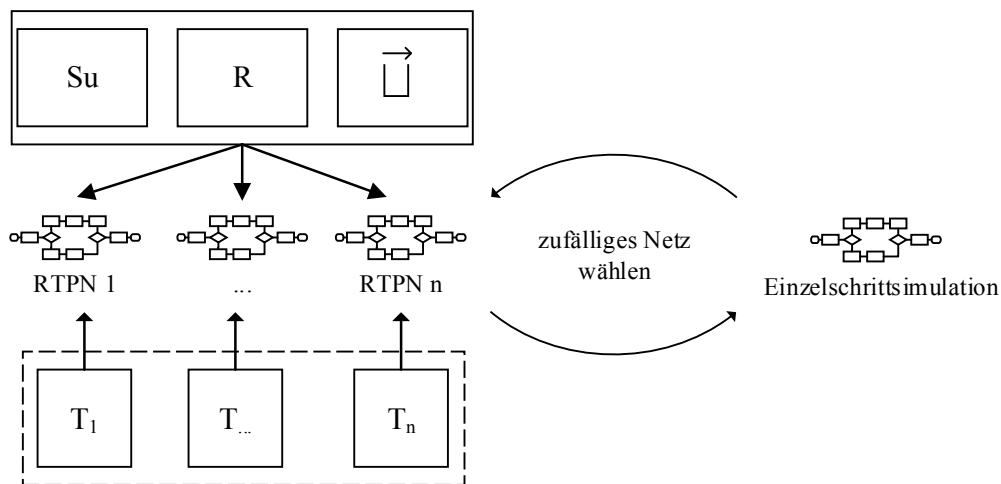 Su
R
RTPN 1
...
RTPN n
zufälliges Netz
wählen
Einzelschrittsimulation
T1
T...
Tn